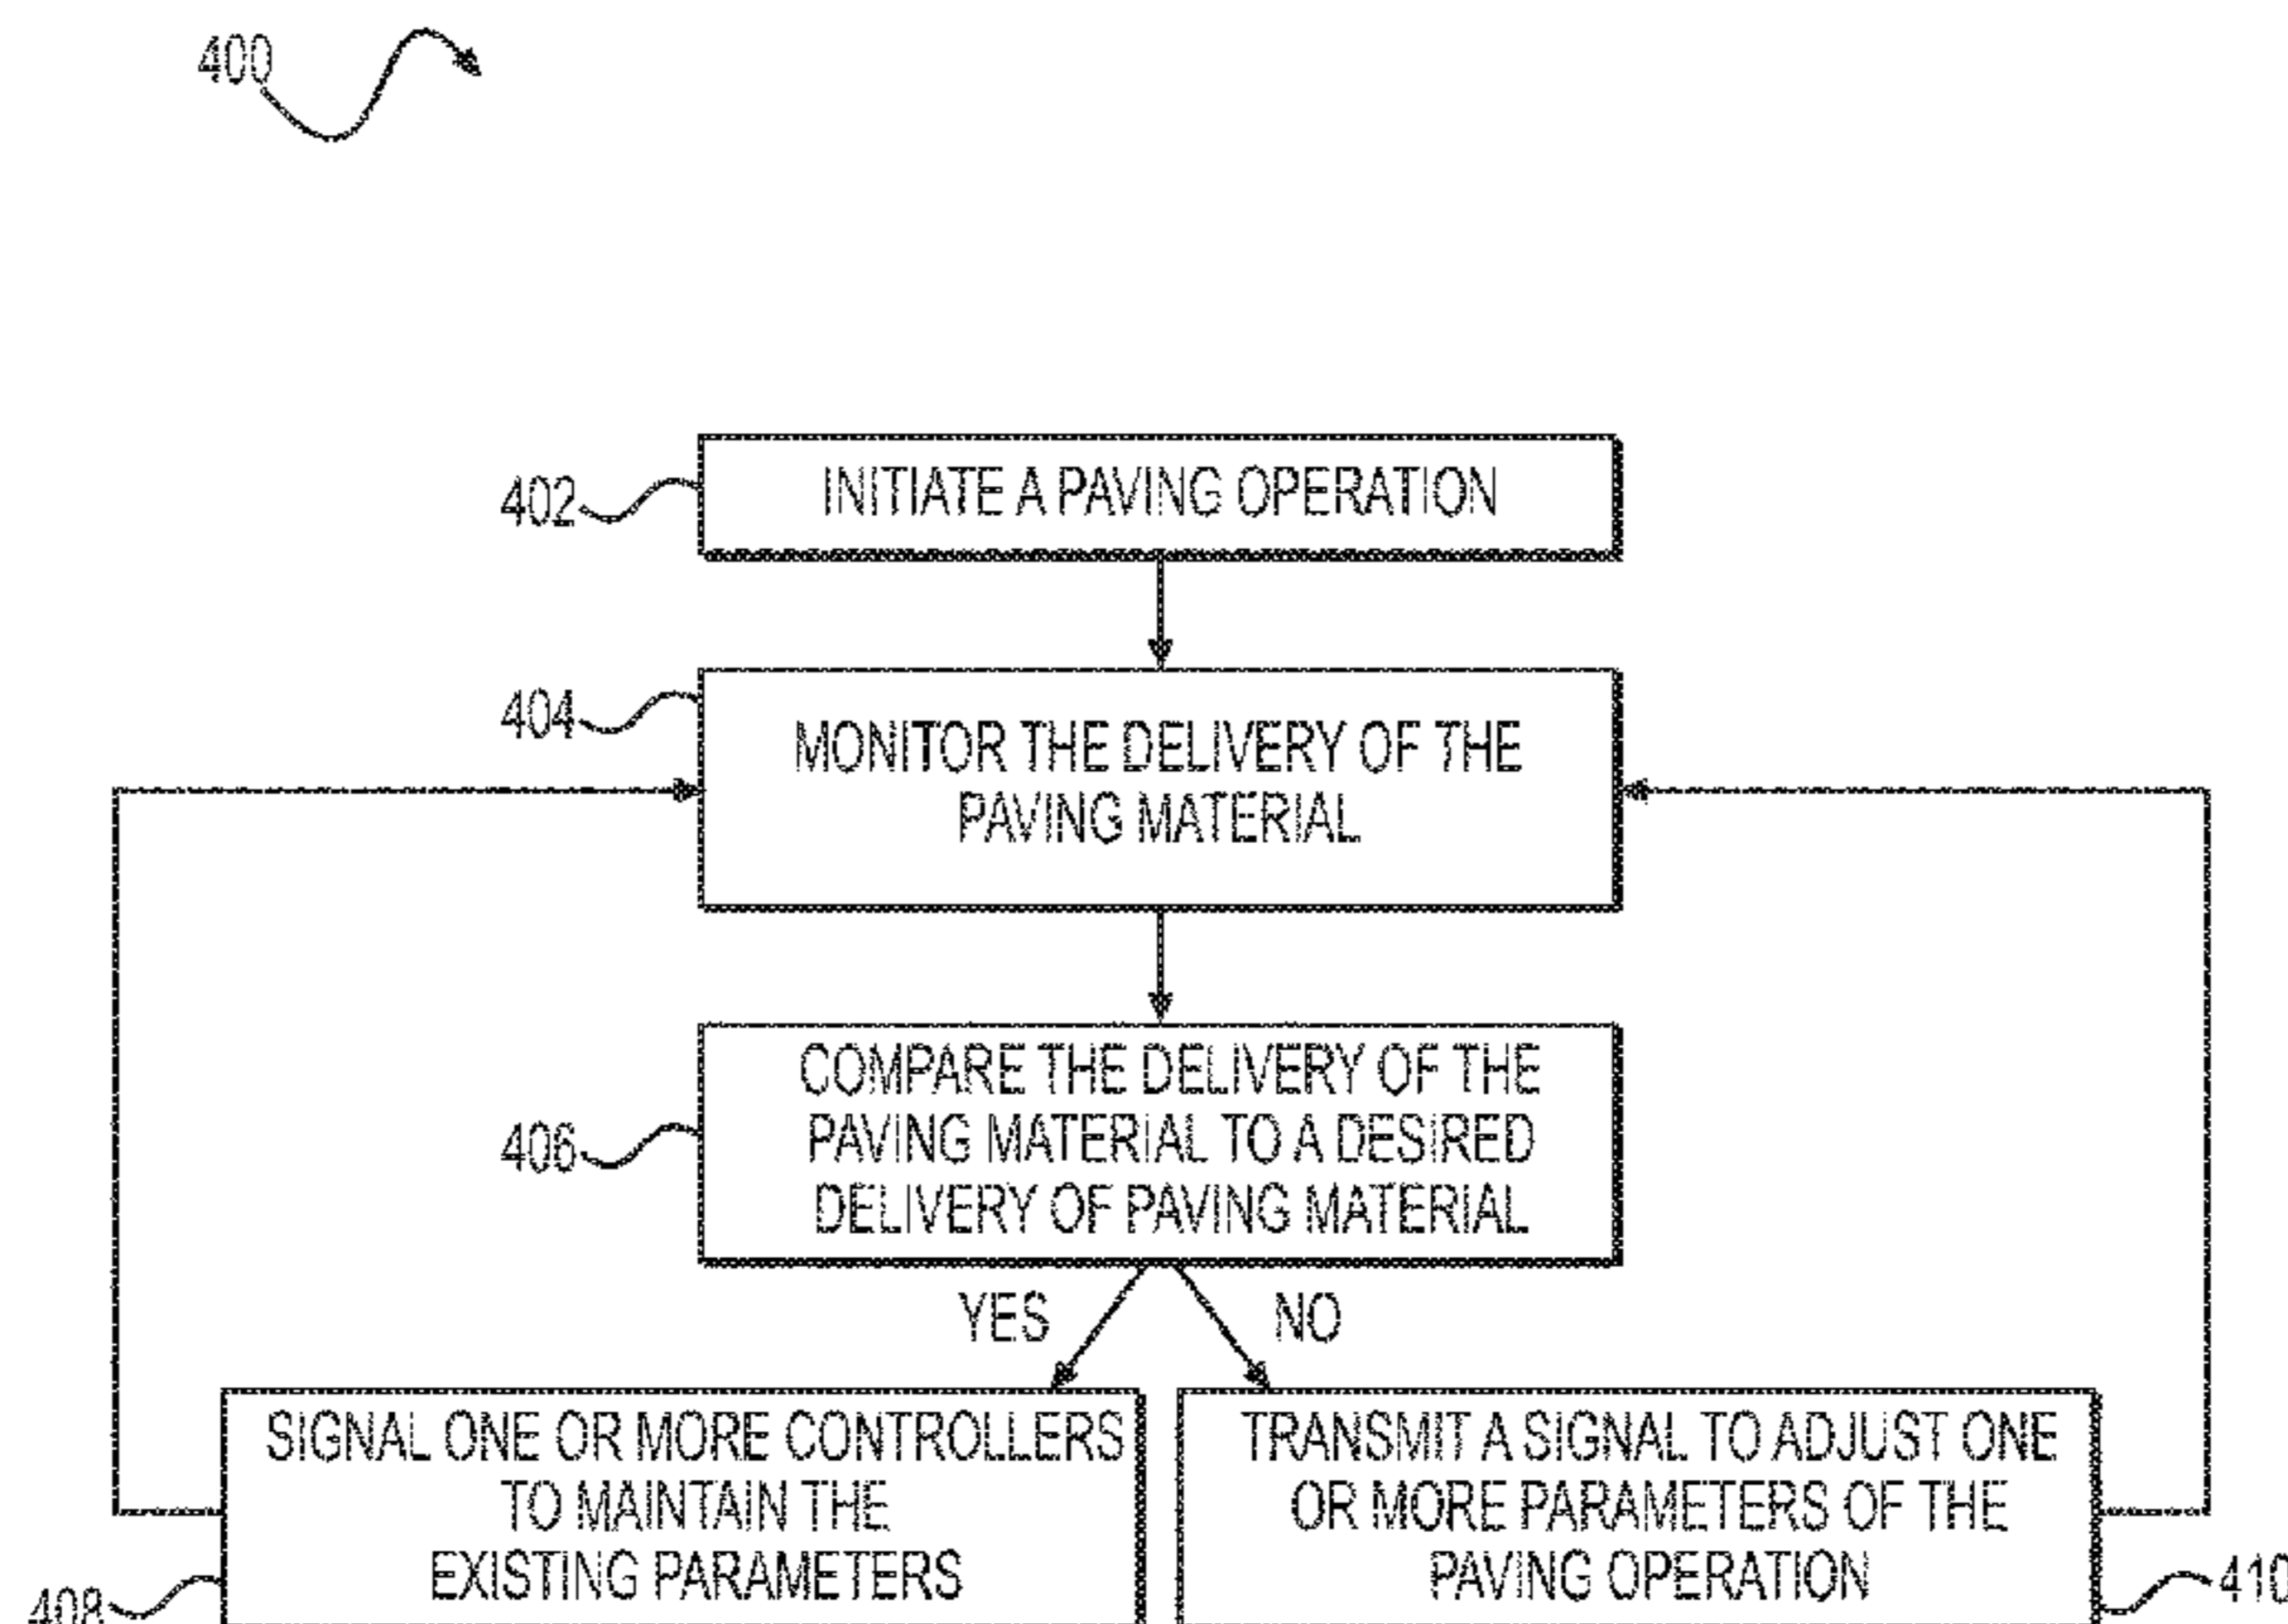 400
402
INITIATE A PAVING OPERATION
404
MONITOR THE DELIVERY OF THE
PAVING MATERIAL
406
COMPARE THE DELIVERY OF THE
PAVING MATERIAL TO A DESIRED
DELIVERY OF PAVING MATERIAL
YES
NO
SIGNAL ONE OR MORE CONTROLLERS
TO MAINTAIN THE
EXISTING PARAMETERS
408
TRANSMIT A SIGNAL TO ADJUST ONE
OR MORE PARAMETERS OF THE
PAVING OPERATION
410